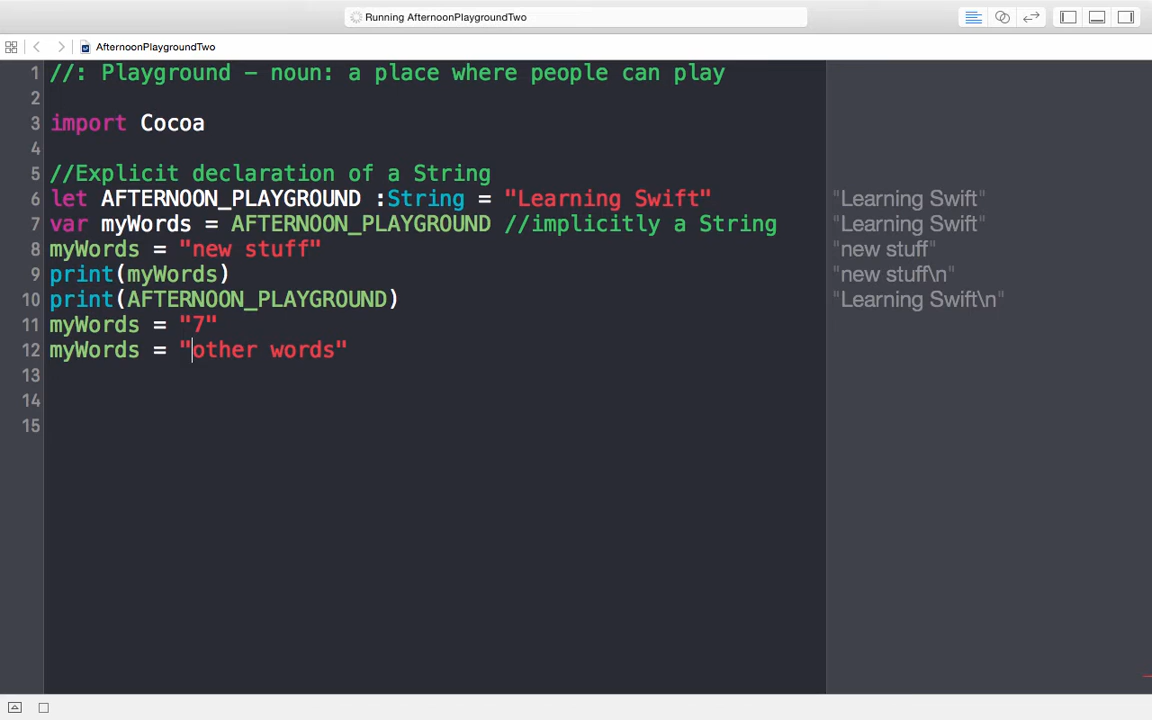 Running AfternoonPlaygroundTwo
AfternoonPlaygroundTwo
1 //: Playground – noun: a place where people can play
2
3 import Cocoa
4
5 //Explicit declaration of a String
6 let AFTERNOON_PLAYGROUND :String = "Learning Swift" "Learning Swift"
7 var myWords = AFTERNOON_PLAYGROUND //implicitly a String "Learning Swift"
8 myWords = "new stuff" "new stuff"
9 print(myWords) "new stuff\n"
10 print(AFTERNOON_PLAYGROUND) "Learning Swift\n"
11 myWords = "7"
12 myWords = "other words"
13
14
15